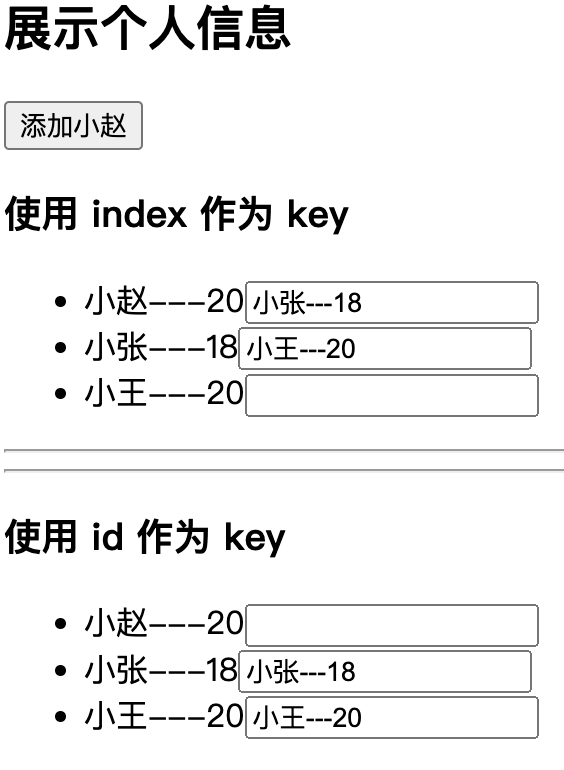 展示个人信息
添加小赵
使用 index 作为 key
小赵---20 小张---18
小张---18 小王---20
小王---20
使用 id 作为 key
小赵---20
小张---18 小张---18
小王---20 小王---20